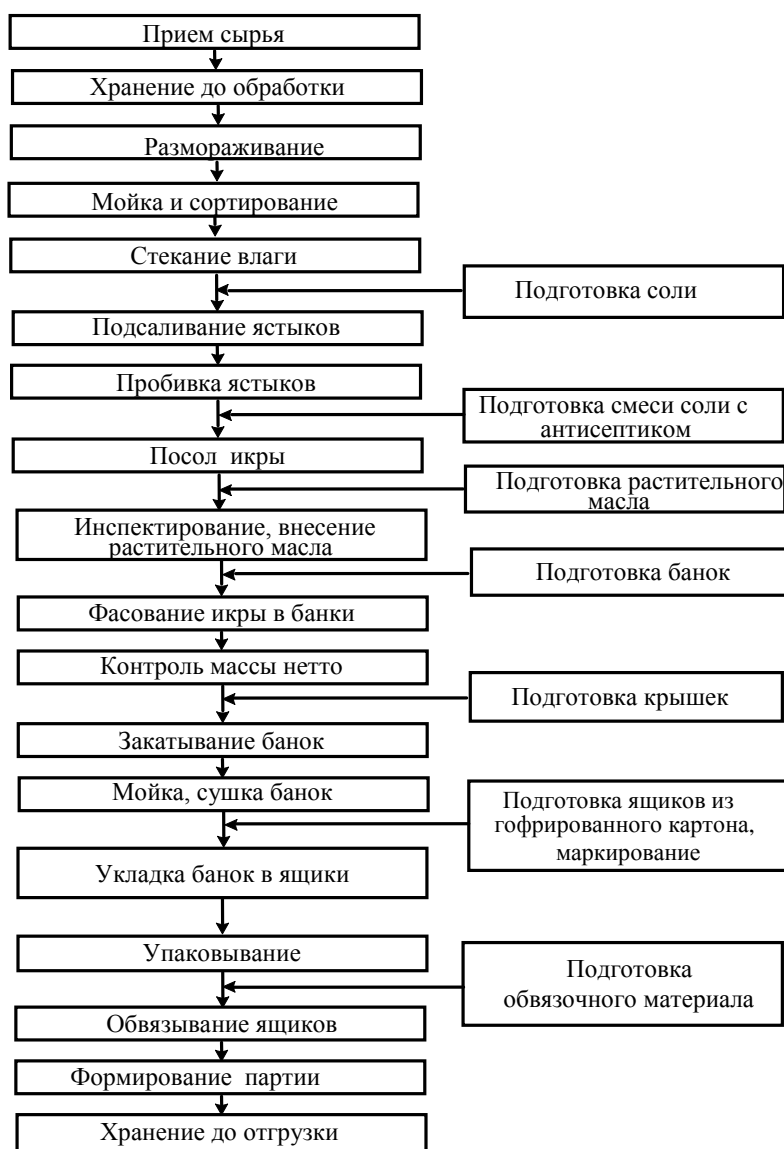 Прием сырья
Хранение до обработки
Размораживание
Мойка и сортирование
Стекание влаги
Подготовка соли
Подсаливание ястыков
Пробивка ястыков
Подготовка смеси соли с
антисептиком
Посол икры
Подготовка растительного
масла
Инспектирование, внесение
растительного масла
Подготовка банок
Фасование икры в банки
Контроль массы нетто
Подготовка крышек
Закатывание банок
Мойка, сушка банок
Подготовка ящиков из
гофрированного картона,
маркирование
Укладка банок в ящики
Упаковывание
Подготовка
обвязочного материала
Обвязывание ящиков
Формирование партии
Хранение до отгрузки